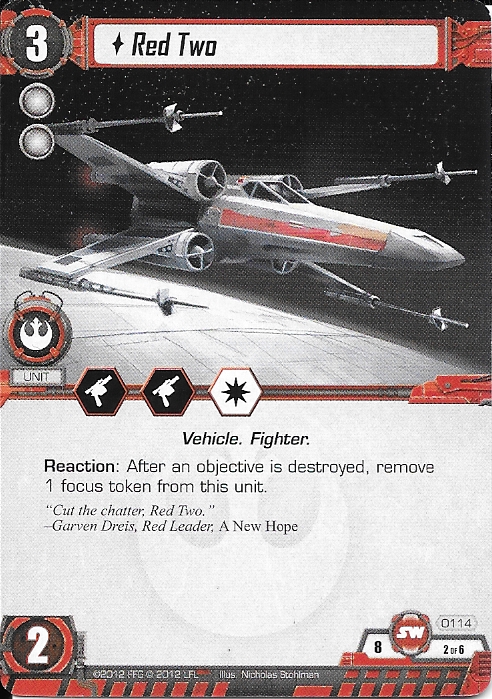 3
Red Two
UNIT
Vehicle. Fighter.
Reaction: After an objective is destroyed, remove
1 focus token from this unit.
“Cut the chatter, Red Two.”
–Garven Dreis, Red Leader, A New Hope
2
8
SW
0114
2 OF 6
©2012 FFG © 2012 LFL Illus. Nicholas Stohlman